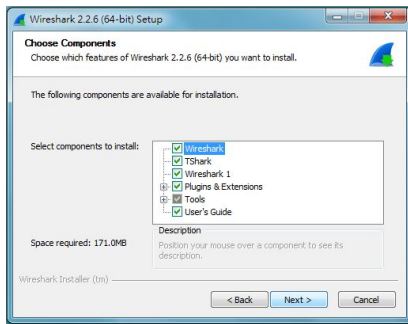 Wireshark 2.2.6 (64-bit) Setup
Choose Components
Choose which features of Wireshark 2.2.6 (64-bit) you want to install.
The following components are available for installation.
Select components to install:
Wireshark
TShark
Wireshark 1
Plugins & Extensions
Tools
User's Guide
Space required: 171.0MB
Description
Position your mouse over a component to see its
description.
Wireshark Installer (tm)
< Back
Next >
Cancel